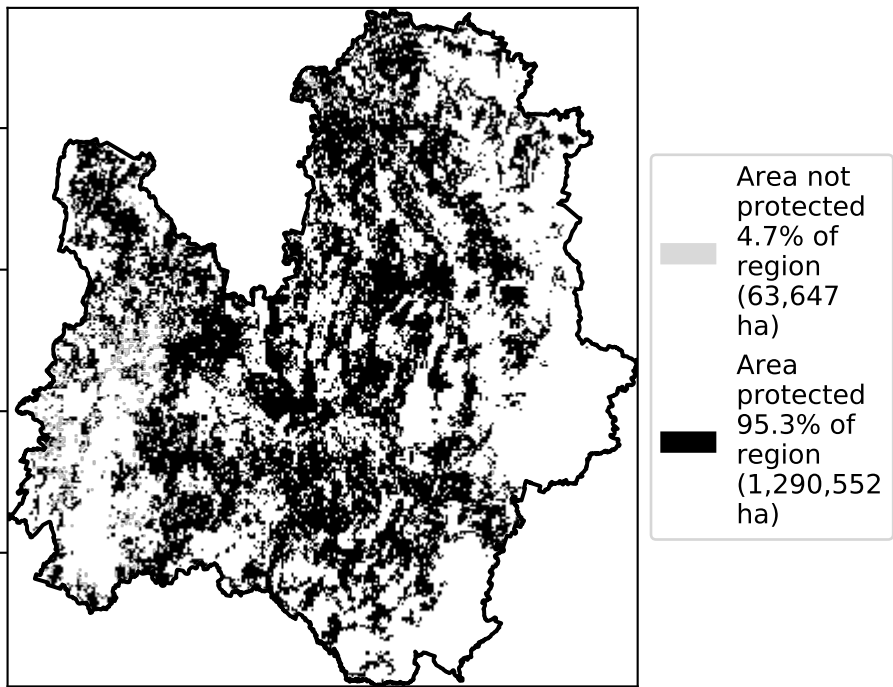 Area not
protected
4.7% of
region
(63,647
ha)
Area
protected
95.3% of
region
(1,290,552
ha)